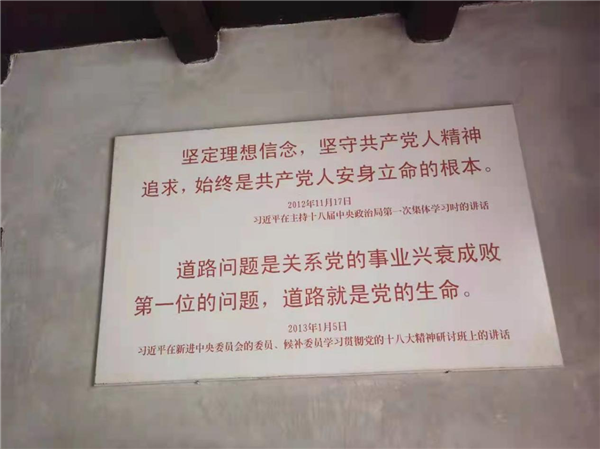 坚定理想信念，坚守共产党人精神
追求，始终是共产党人安身立命的根本。
2012年11月17日
习近平在主持十八届中央政治局第一次集体学习时的讲话
道路问题是关系党的事业兴衰成败
第一位的问题，道路就是党的生命。
2013年1月5日
习近平在新进中央委员会的委员、候补委员学习贯彻党的十八大精神研讨班上的讲话